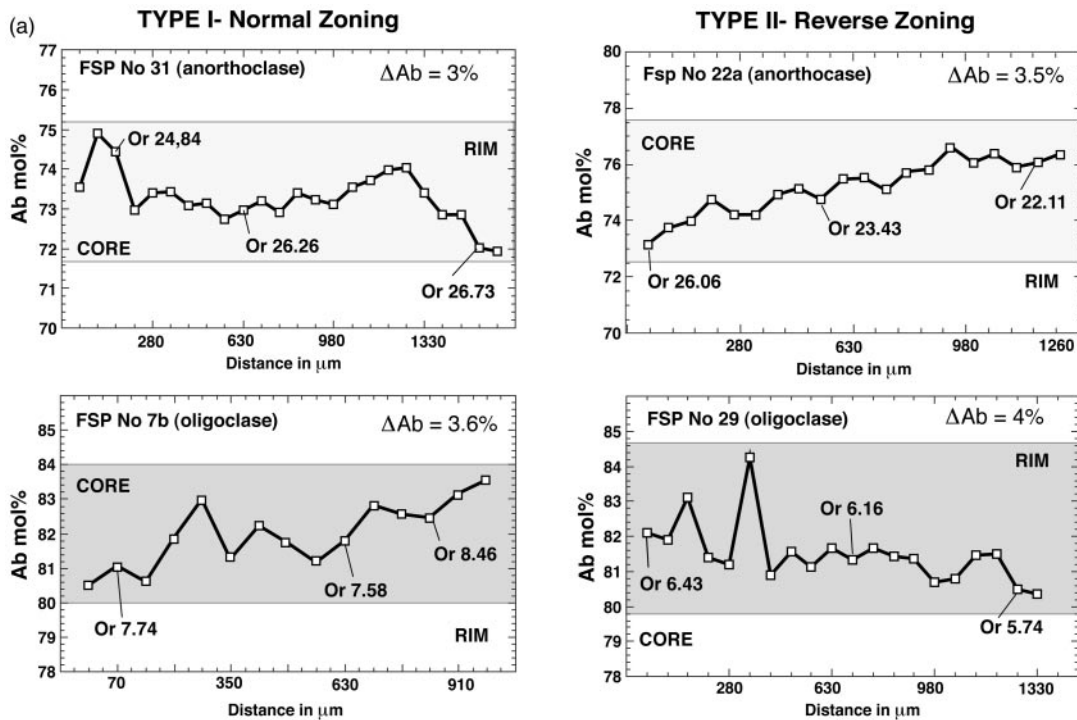 (a)
TYPE I- Normal Zoning
77
76
75
74
73
72
71
70
Ab mol%
FSP No 31 (anorthoclase)
ΔAb = 3%
Or 24,84
RIM
CORE
Or 26.26
Or 26.73
280
630
980
1330
Distance in μm
TYPE II- Reverse Zoning
80
78
76
74
72
70
Ab mol%
Fsp No 22a (anorthocase)
ΔAb = 3.5%
CORE
Or 22.11
Or 23.43
Or 26.06
RIM
280
630
980
1260
Distance in μm
85
84
83
82
81
80
79
78
Ab mol%
FSP No 7b (oligoclase)
ΔAb = 3.6%
CORE
Or 8.46
Or 7.58
Or 7.74
RIM
70
350
630
910
Distance in μm
85
83
82
81
80
79
78
Ab mol%
FSP No 29 (oligoclase)
ΔAb = 4%
RIM
Or 6.16
Or 6.43
Or 5.74
CORE
280
630
980
1330
Distance in μm